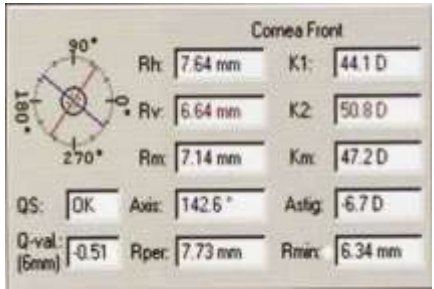 Cornea Front
90°
180°
0°
270°
Rh: 7.64 mm K1: 44.1 D
Rv: 6.64 mm K2: 50.8 D
Rm: 7.14 mm Km: 47.2 D
QS: OK Axis: 142.6 ° Astig: -6.7 D
Q-val.: (6mm) -0.51 Rper: 7.73 mm Rmin: 6.34 mm